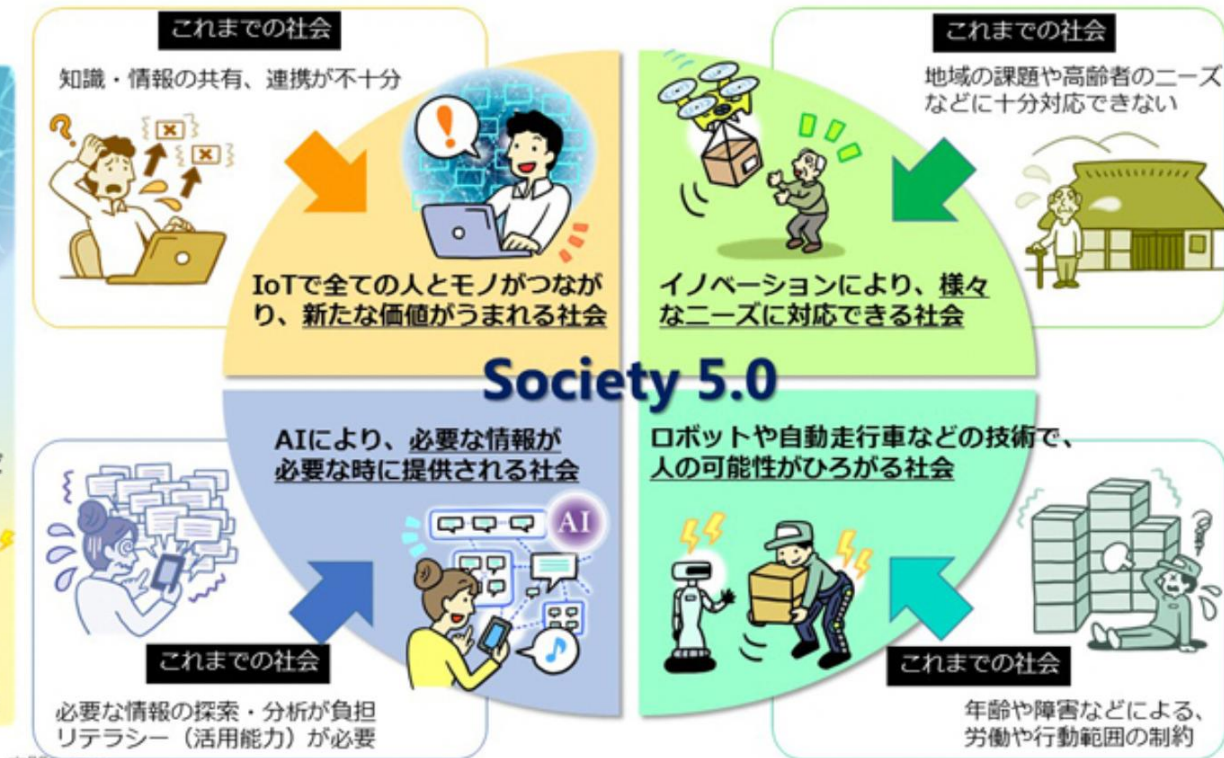 これまでの社会
知識・情報の共有、連携が不十分
IoTで全ての人とモノがつなが
り、新たな価値がうまれる社会
これまでの社会
地域の課題や高齢者のニーズ
などに十分対応できない
イノベーションにより、様々
なニーズに対応できる社会
Society 5.0
AIにより、必要な情報が
必要な時に提供される社会
AI
これまでの社会
必要な情報の探索・分析が負担
リテラシー（活用能力）が必要
ロボットや自動走行車などの技術で、
人の可能性がひろがる社会
これまでの社会
年齢や障害などによる、
労働や行動範囲の制約